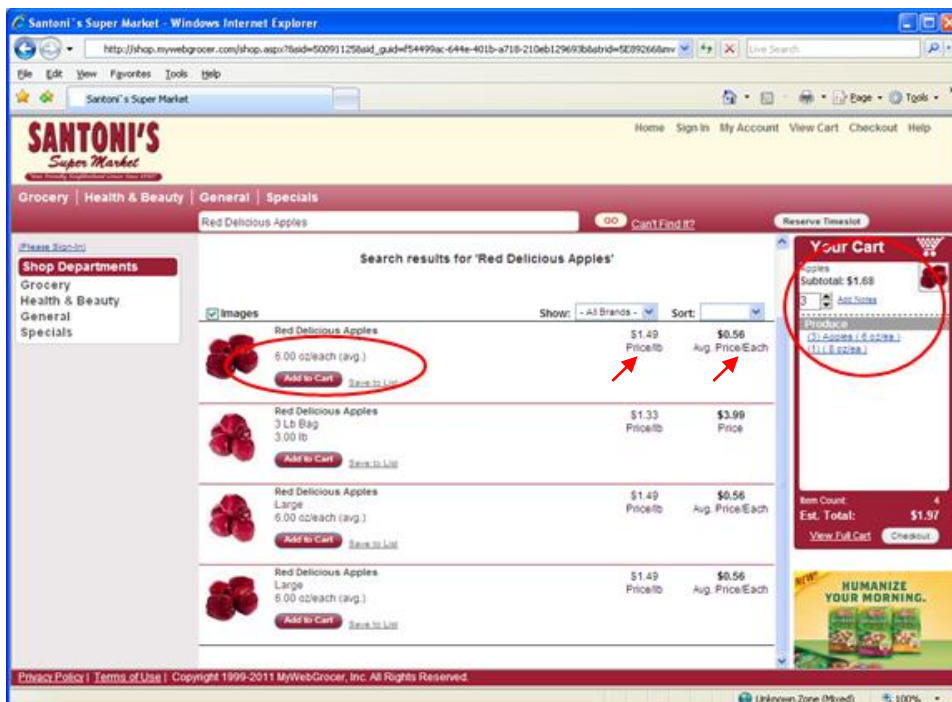 Santoni`s Super Market - Windows Internet Explorer
Live Search
File Edit View Favorites Tools Help
Santoni`s Super Market
Page Tools
SANTONI'S
Super Market
Home Sign In My Account View Cart Checkout Help
Grocery | Health & Beauty | General | Specials
Red Delicious Apples
GO Can't Find It?
Reserve Timeslot
(Please Sign-In)
Shop Departments
Grocery
Health & Beauty
General
Specials
Search results for 'Red Delicious Apples'
Images
Show: - All Brands - Sort:
Red Delicious Apples
6.00 oz/each (avg.)
Add to Cart Save to List
$1.49
Price/lb
$0.56
Avg. Price/Each
Red Delicious Apples
3 Lb Bag
3.00 lb
Add to Cart Save to List
$1.33
Price/lb
$3.99
Price
Red Delicious Apples
Large
6.00 oz/each (avg.)
Add to Cart Save to List
$1.49
Price/lb
$0.56
Avg. Price/Each
Red Delicious Apples
Large
6.00 oz/each (avg.)
Add to Cart Save to List
$1.49
Price/lb
$0.56
Avg. Price/Each
Your Cart
Apples
Subtotal: $1.68
3 Add Notes
Produce
(3) Apples ( 6 oz/ea )
Item Count: 4
Est. Total: $1.97
View Full Cart Checkout
NEW!
HUMANIZE
YOUR MORNING.
Privacy Policy | Terms of Use | Copyright 1999-2011 MyWebGrocer, Inc. All Rights Reserved.
Unknown Zone (Mixed) 100%